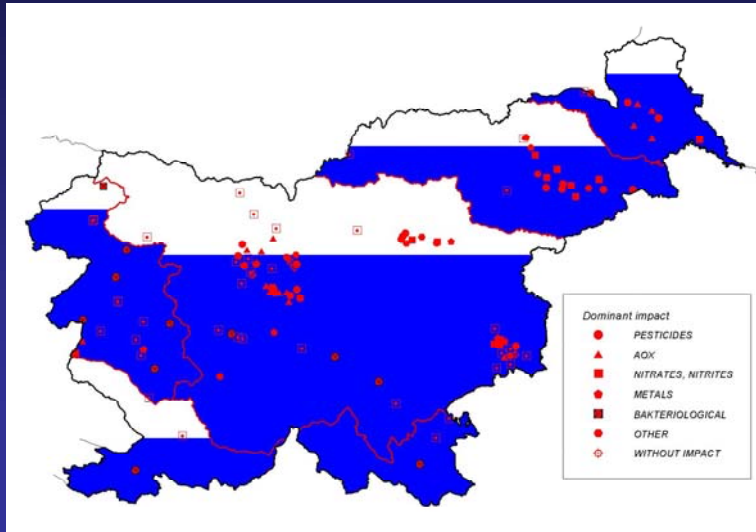 Dominant impact
PESTICIDES
AOX
NITRATES, NITRITES
METALS
BAKTERIOLOGICAL
OTHER
WITHOUT IMPACT